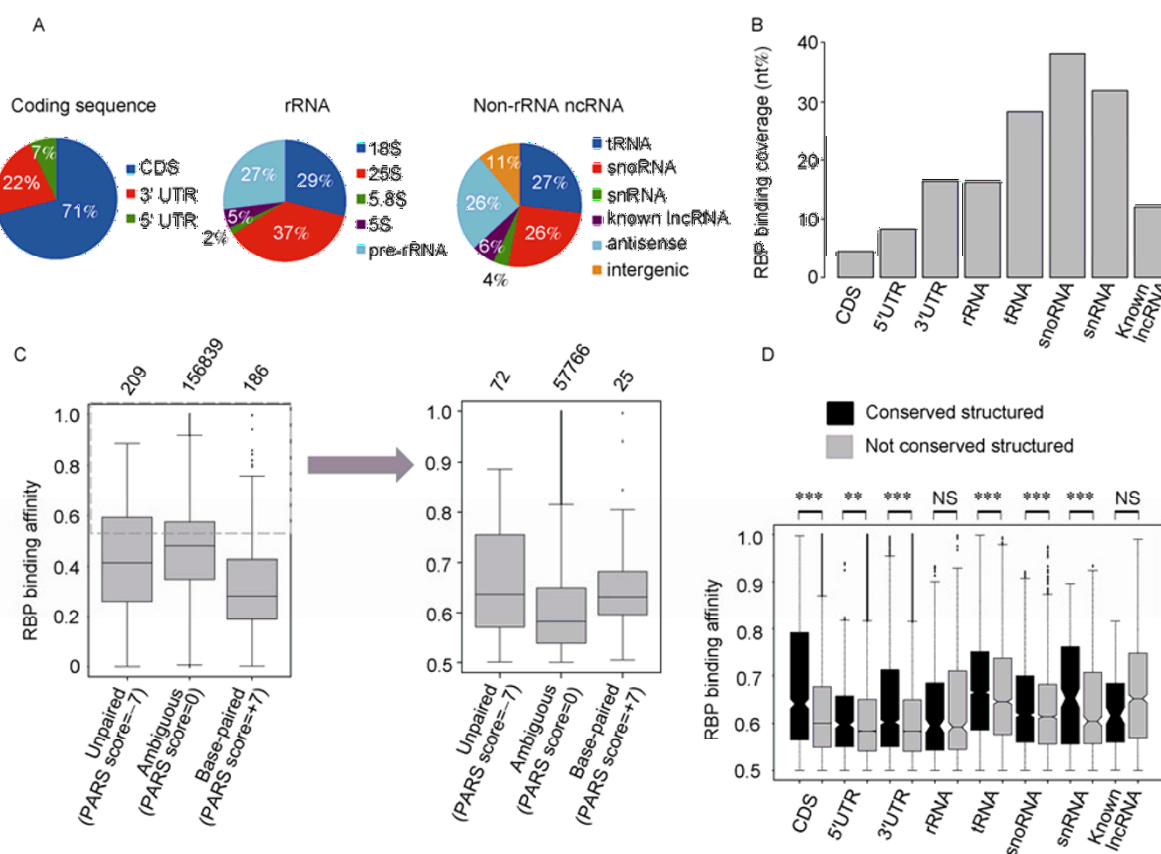 A
Coding sequence
7%
22%
71%
CDS
3' UTR
5' UTR
rRNA
27%
29%
5%
2%
37%
18S
25S
5.8S
5S
pre-rRNA
Non-rRNA ncRNA
11%
27%
26%
26%
6%
4%
tRNA
snoRNA
snRNA
known lncRNA
antisense
intergenic
B
RBP binding coverage (nt%)
40
30
20
10
0
CDS
5'UTR
3'UTR
rRNA
tRNA
snoRNA
snRNA
Known
lncRNA
C
209
156839
186
RBP binding affinity
1.0
0.8
0.6
0.4
0.2
0
Unpaired
(PARS score=−7)
Ambiguous
(PARS score=0)
Base-paired
(PARS score=+7)
72
57766
25
1.0
0.9
0.8
0.7
0.6
0.5
Unpaired
(PARS score=−7)
Ambiguous
(PARS score=0)
Base-paired
(PARS score=+7)
D
Conserved structured
Not conserved structured
*** ** *** NS *** *** *** NS
RBP binding affinity
1.0
0.9
0.8
0.7
0.6
0.5
CDS
5'UTR
3'UTR
rRNA
tRNA
snoRNA
snRNA
Known
lncRNA